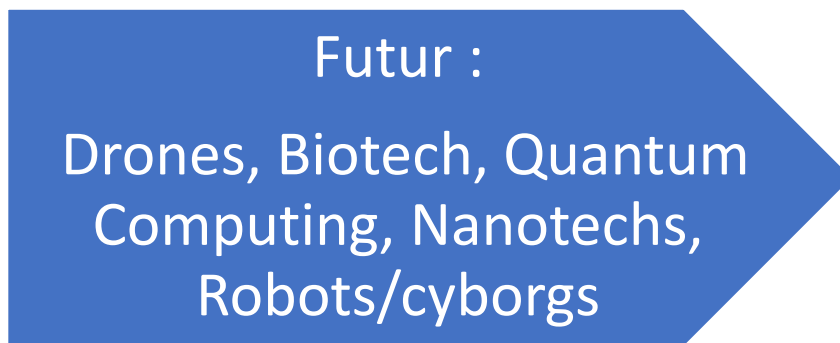 Futur :
Drones, Biotech, Quantum
Computing, Nanotechs,
Robots/cyborgs